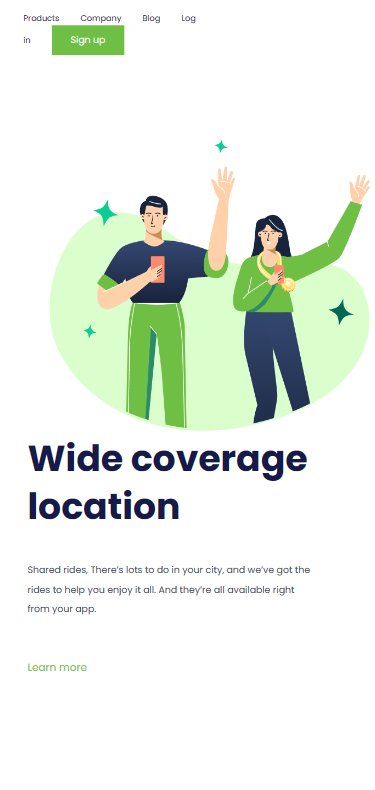 Products Company Blog Log
in Sign up
Wide coverage
location
Shared rides, There's lots to do in your city, and we've got the
rides to help you enjoy it all. And they're all available right
from your app.
Learn more